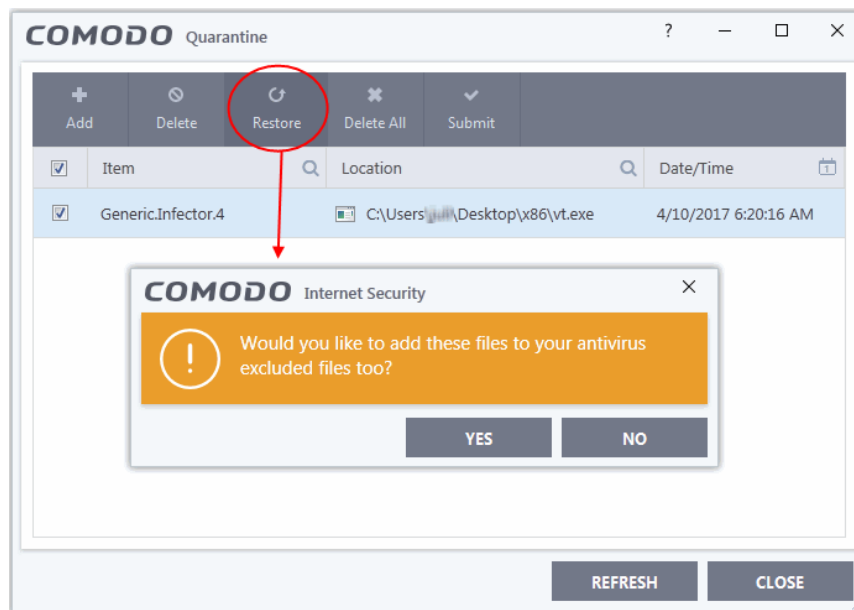 COMODO Quarantine ?
Add Delete Restore Delete All Submit
Item Location Date/Time 1
Generic.Infector.4 C:\Users\ \Desktop\x86\vt.exe 4/10/2017 6:20:16 AM
COMODO Internet Security
!
Would you like to add these files to your antivirus
excluded files too?
YES NO
REFRESH CLOSE